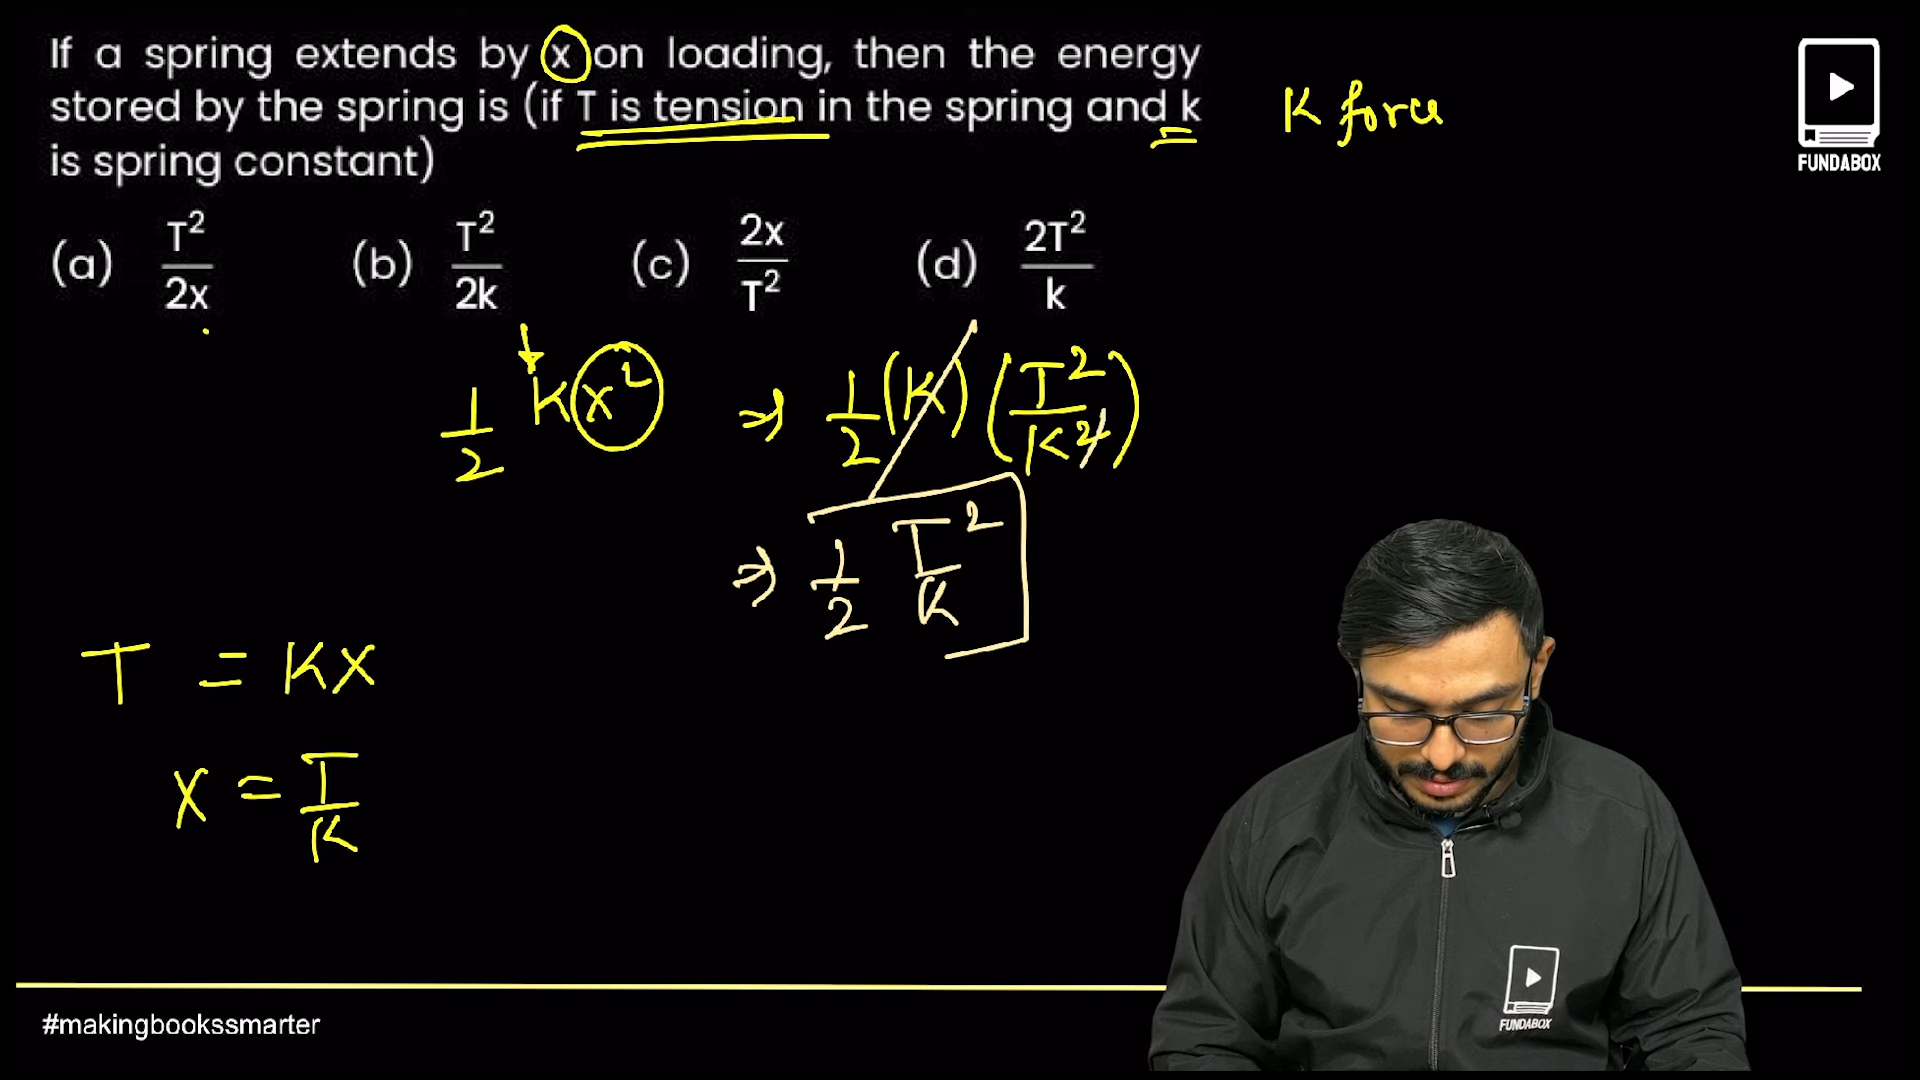 If a spring extends by x on loading, then the energy
stored by the spring is (if T is tension in the spring and k
is spring constant)
K force
FUNDABOX
(a) T²/2x (b) T²/2k (c) 2x/T² (d) 2T²/k
1/2 K x² ⇒ 1/2 (K) (T²/K²)
⇒ 1/2 T²/K
T = KX
X = T/K
FUNDABOX
#makingbookssmarter